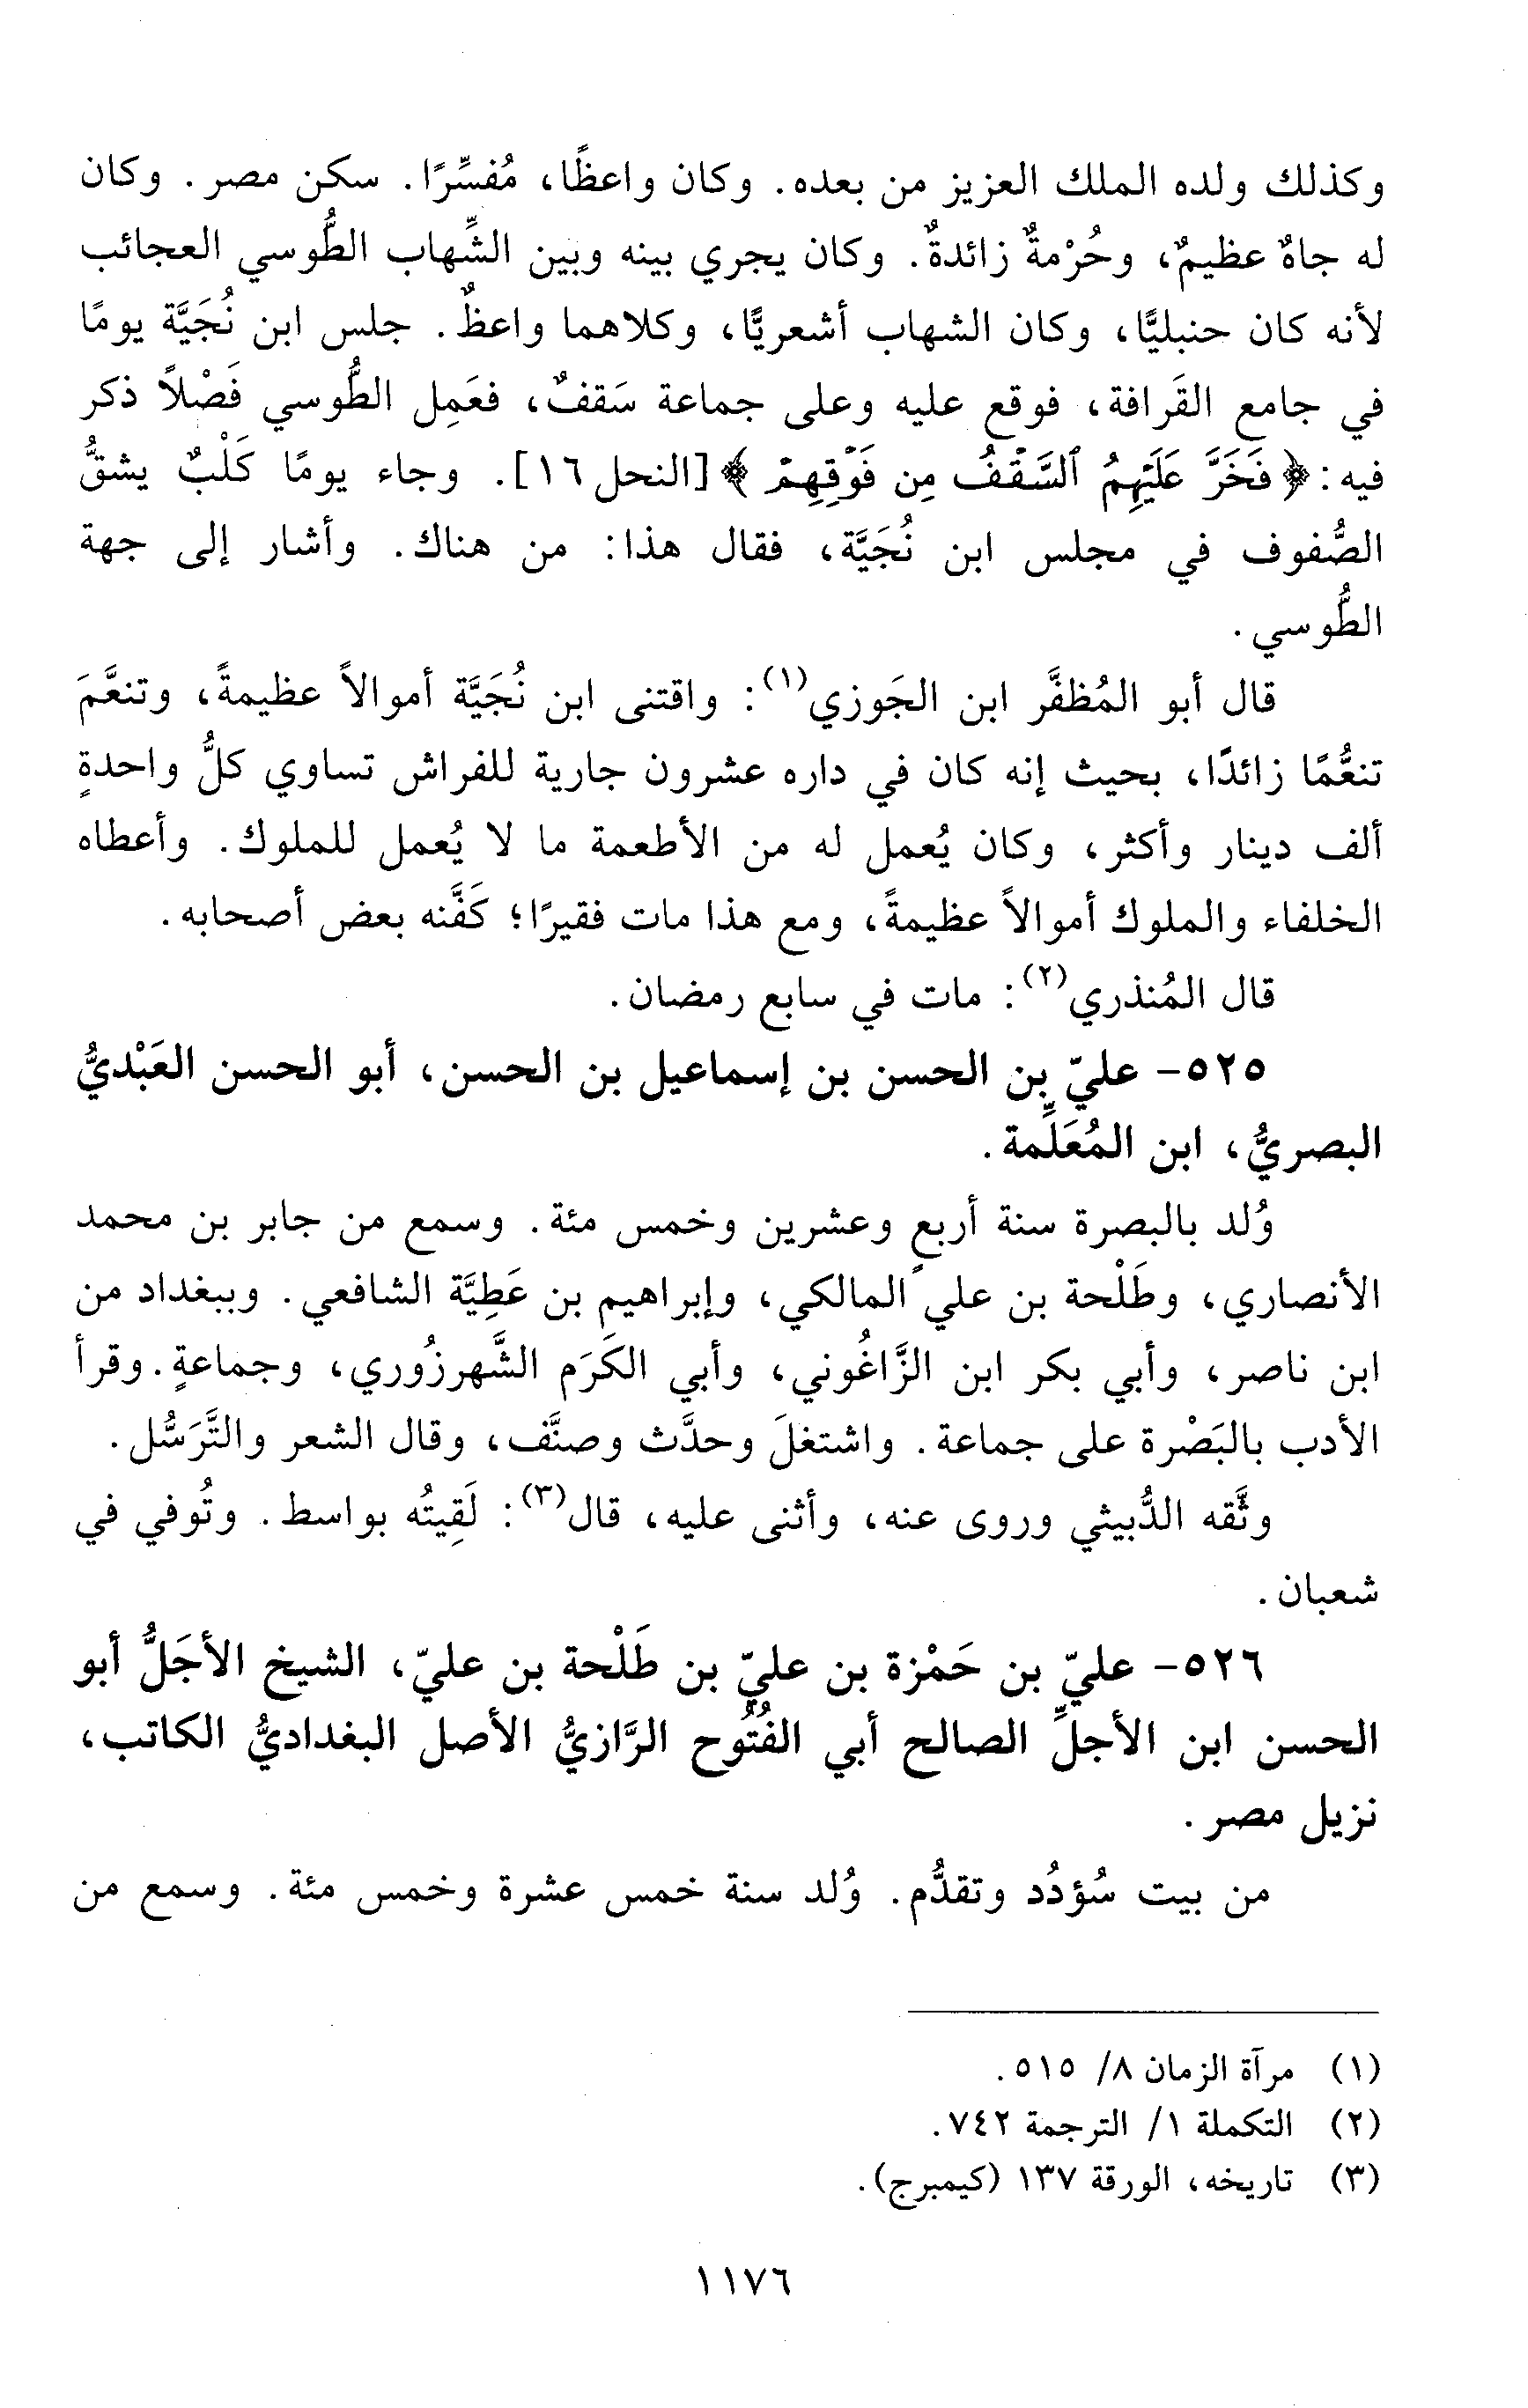 وكذلك ولده الملك العزيز من بعده. وكان واعظًا، مُفسِّرًا. سكن مصر. وكان
له جاهٌ عظيمٌ، وحُرْمةٌ زائدةٌ. وكان يجري بينه وبين الشِّهاب الطُّوسي العجائب
لأنه كان حنبليًّا، وكان الشهاب أشعريًّا، وكلاهما واعظٌ. جلس ابن نُجَيَّة يومًا
في جامع القَرافة، فوقع عليه وعلى جماعة سَقفٌ، فعَمِل الطُّوسي فَصْلاً ذكر
فيه: ﴿فَخَرَّ عَلَيْهِمُ ٱلسَّقْفُ مِن فَوْقِهِمْ﴾ [النحل ١٦]. وجاء يومًا كَلْبٌ يشقُّ
الصُّفوف في مجلس ابن نُجَيَّة، فقال هذا: من هناك. وأشار إلى جهة
الطُّوسي.
قال أبو المُظفَّر ابن الجَوزي(١): واقتنى ابن نُجَيَّة أموالاً عظيمةً، وتنعَّمَ
تنعُّمًا زائدًا، بحيث إنه كان في داره عشرون جارية للفراش تساوي كلُّ واحدةٍ
ألف دينار وأكثر، وكان يُعمل له من الأطعمة ما لا يُعمل للملوك. وأعطاه
الخلفاء والملوك أموالاً عظيمةً، ومع هذا مات فقيرًا؛ كَفَّنه بعض أصحابه.
قال المُنذري(٢): مات في سابع رمضان.
٥٢٥- عليّ بن الحسن بن إسماعيل بن الحسن، أبو الحسن العَبْديُّ
البصريُّ، ابن المُعَلِّمة.
وُلد بالبصرة سنة أربعٍ وعشرين وخمس مئة. وسمع من جابر بن محمد
الأنصاري، وطَلْحة بن علي المالكي، وإبراهيم بن عَطِيَّة الشافعي. وببغداد من
ابن ناصر، وأبي بكر ابن الزَّاغُوني، وأبي الكَرَم الشَّهرزُوري، وجماعةٍ. وقرأ
الأدب بالبَصْرة على جماعة. واشتغلَ وحدَّث وصنَّف، وقال الشعر والتَّرَسُّل.
وثَّقه الدُّبيثي وروى عنه، وأثنى عليه، قال(٣): لَقِيتُه بواسط. وتُوفي في
شعبان.
٥٢٦- عليّ بن حَمْزة بن عليّ بن طَلْحة بن عليّ، الشيخ الأجَلُّ أبو
الحسن ابن الأجلِّ الصالح أبي الفُتُوح الرَّازيُّ الأصل البغداديُّ الكاتب،
نزيل مصر.
من بيت سُؤدُد وتقدُّم. وُلد سنة خمس عشرة وخمس مئة. وسمع من
(١) مرآة الزمان ٨/ ٥١٥.
(٢) التكملة ١/ الترجمة ٧٤٢.
(٣) تاريخه، الورقة ١٣٧ (كيمبرج).
١١٧٦